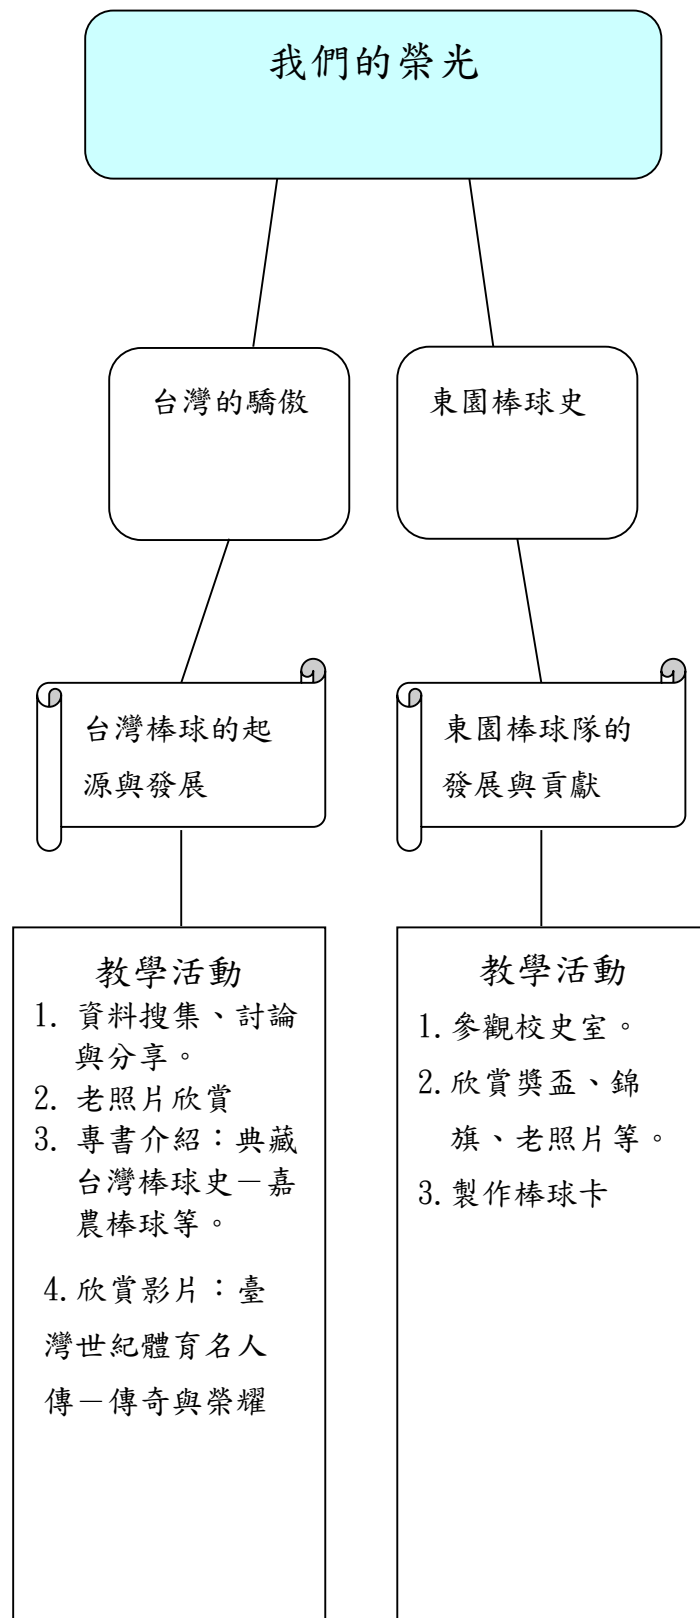 我們的榮光
台灣的驕傲
東園棒球史
台灣棒球的起
源與發展
東園棒球隊的
發展與貢獻
教學活動
1. 資料搜集、討論
與分享。
2. 老照片欣賞
3. 專書介紹：典藏
台灣棒球史－嘉
農棒球等。
4.欣賞影片：臺
灣世紀體育名人
傳－傳奇與榮耀
教學活動
1.參觀校史室。
2.欣賞獎盃、錦
旗、老照片等。
3.製作棒球卡